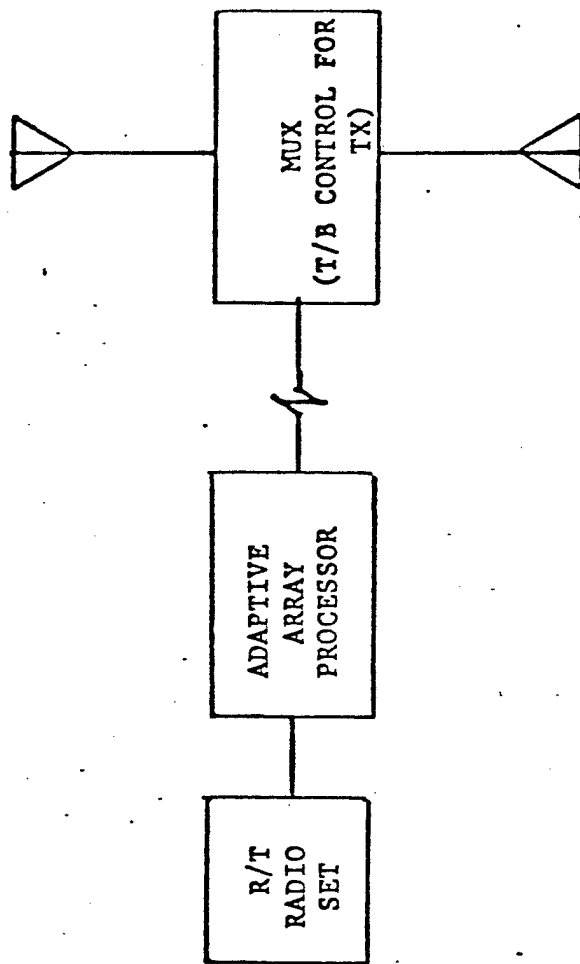 R/T
RADIO
SET
ADAPTIVE
ARRAY
PROCESSOR
MUX
(T/B CONTROL FOR
TX)